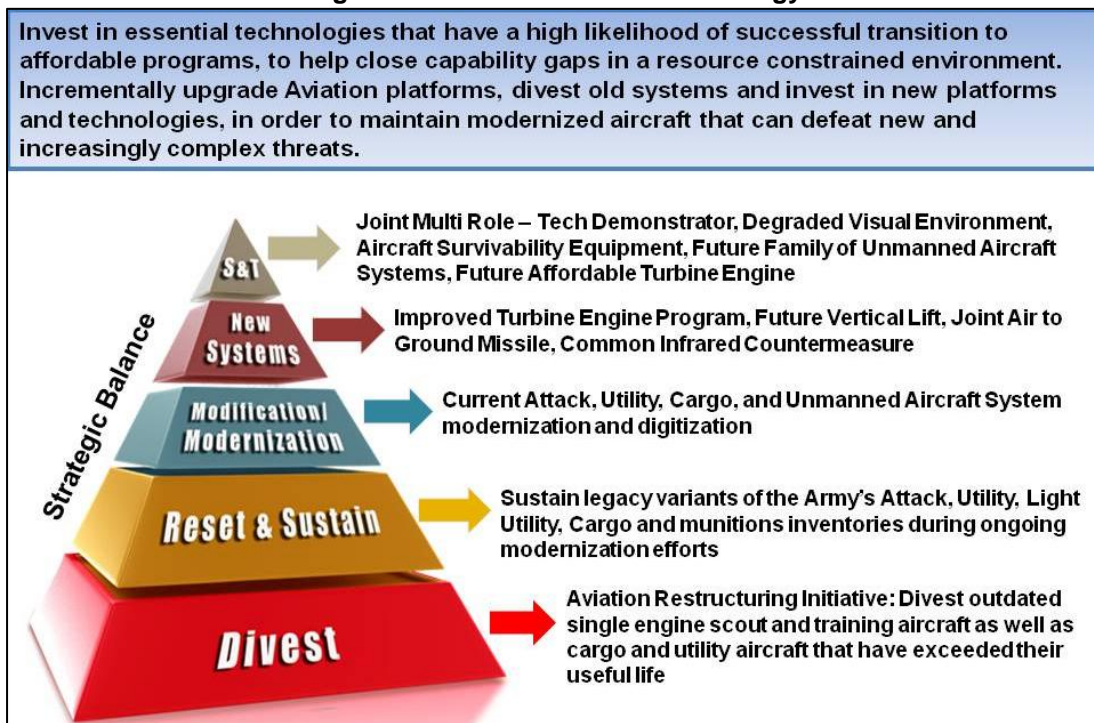 Invest in essential technologies that have a high likelihood of successful transition to
affordable programs, to help close capability gaps in a resource constrained environment.
Incrementally upgrade Aviation platforms, divest old systems and invest in new platforms
and technologies, in order to maintain modernized aircraft that can defeat new and
increasingly complex threats.
Strategic Balance
S&T
Joint Multi Role – Tech Demonstrator, Degraded Visual Environment,
Aircraft Survivability Equipment, Future Family of Unmanned Aircraft
Systems, Future Affordable Turbine Engine
New
Systems
Improved Turbine Engine Program, Future Vertical Lift, Joint Air to
Ground Missile, Common Infrared Countermeasure
Modification/
Modernization
Current Attack, Utility, Cargo, and Unmanned Aircraft System
modernization and digitization
Reset & Sustain
Sustain legacy variants of the Army's Attack, Utility, Light
Utility, Cargo and munitions inventories during ongoing
modernization efforts
Divest
Aviation Restructuring Initiative: Divest outdated
single engine scout and training aircraft as well as
cargo and utility aircraft that have exceeded their
useful life